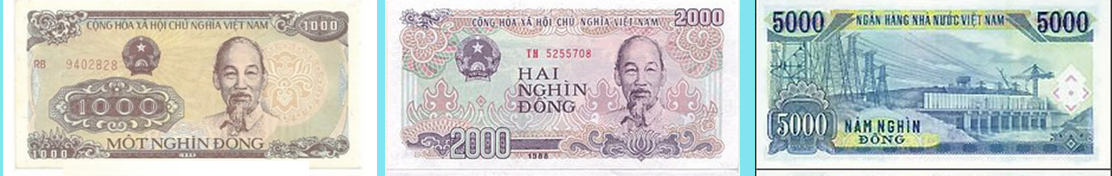 CỘNG HÒA XÃ HỘI CHỦ NGHĨA VIỆT NAM
1000
RB 9402828
1000
1000
MỘT NGHÌN ĐỒNG
CỘNG HÒA XÃ HỘI CHỦ NGHĨA VIỆT NAM
2000
TN 5255708
HAI
NGHÌN
ĐỒNG
2000
1988
5000
NGÂN HÀNG NHÀ NƯỚC VIỆT NAM
5000
5000
NĂM NGHÌN
ĐỒNG